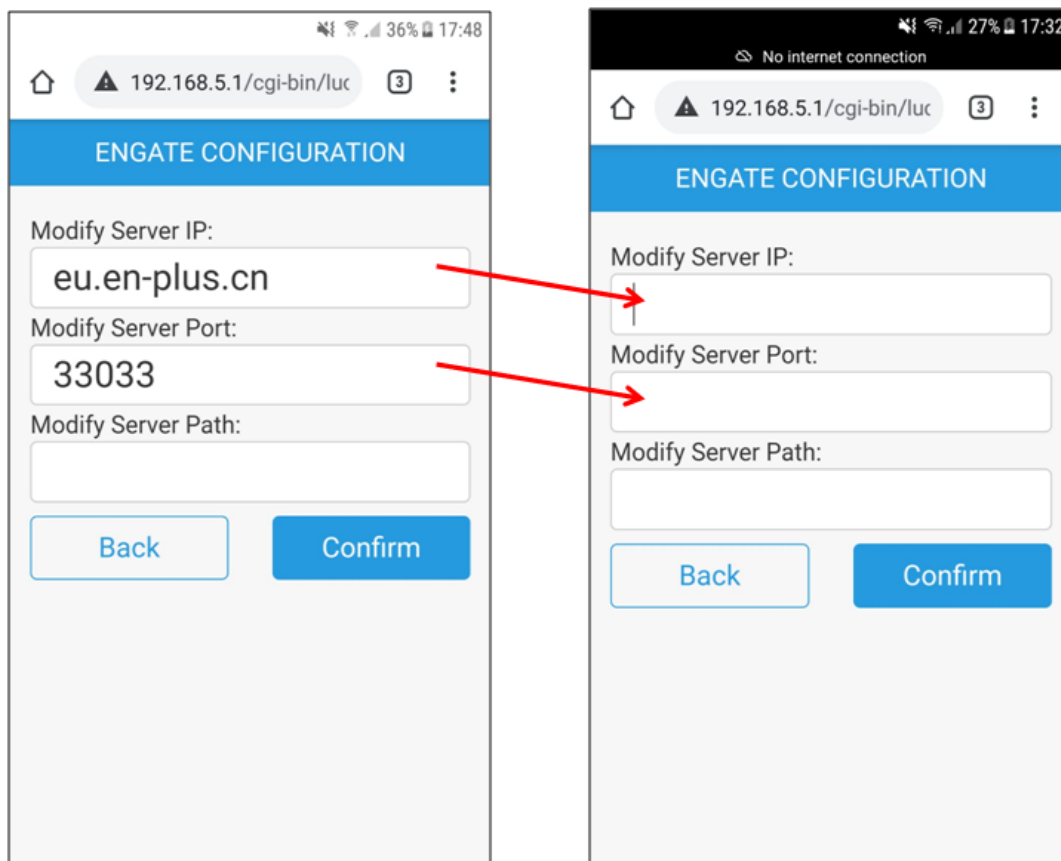 36% 17:48
192.168.5.1/cgi-bin/luc 3
ENGATE CONFIGURATION
Modify Server IP:
eu.en-plus.cn
Modify Server Port:
33033
Modify Server Path:
Back Confirm
27% 17:32
No internet connection
192.168.5.1/cgi-bin/luc 3
ENGATE CONFIGURATION
Modify Server IP:
Modify Server Port:
Modify Server Path:
Back Confirm